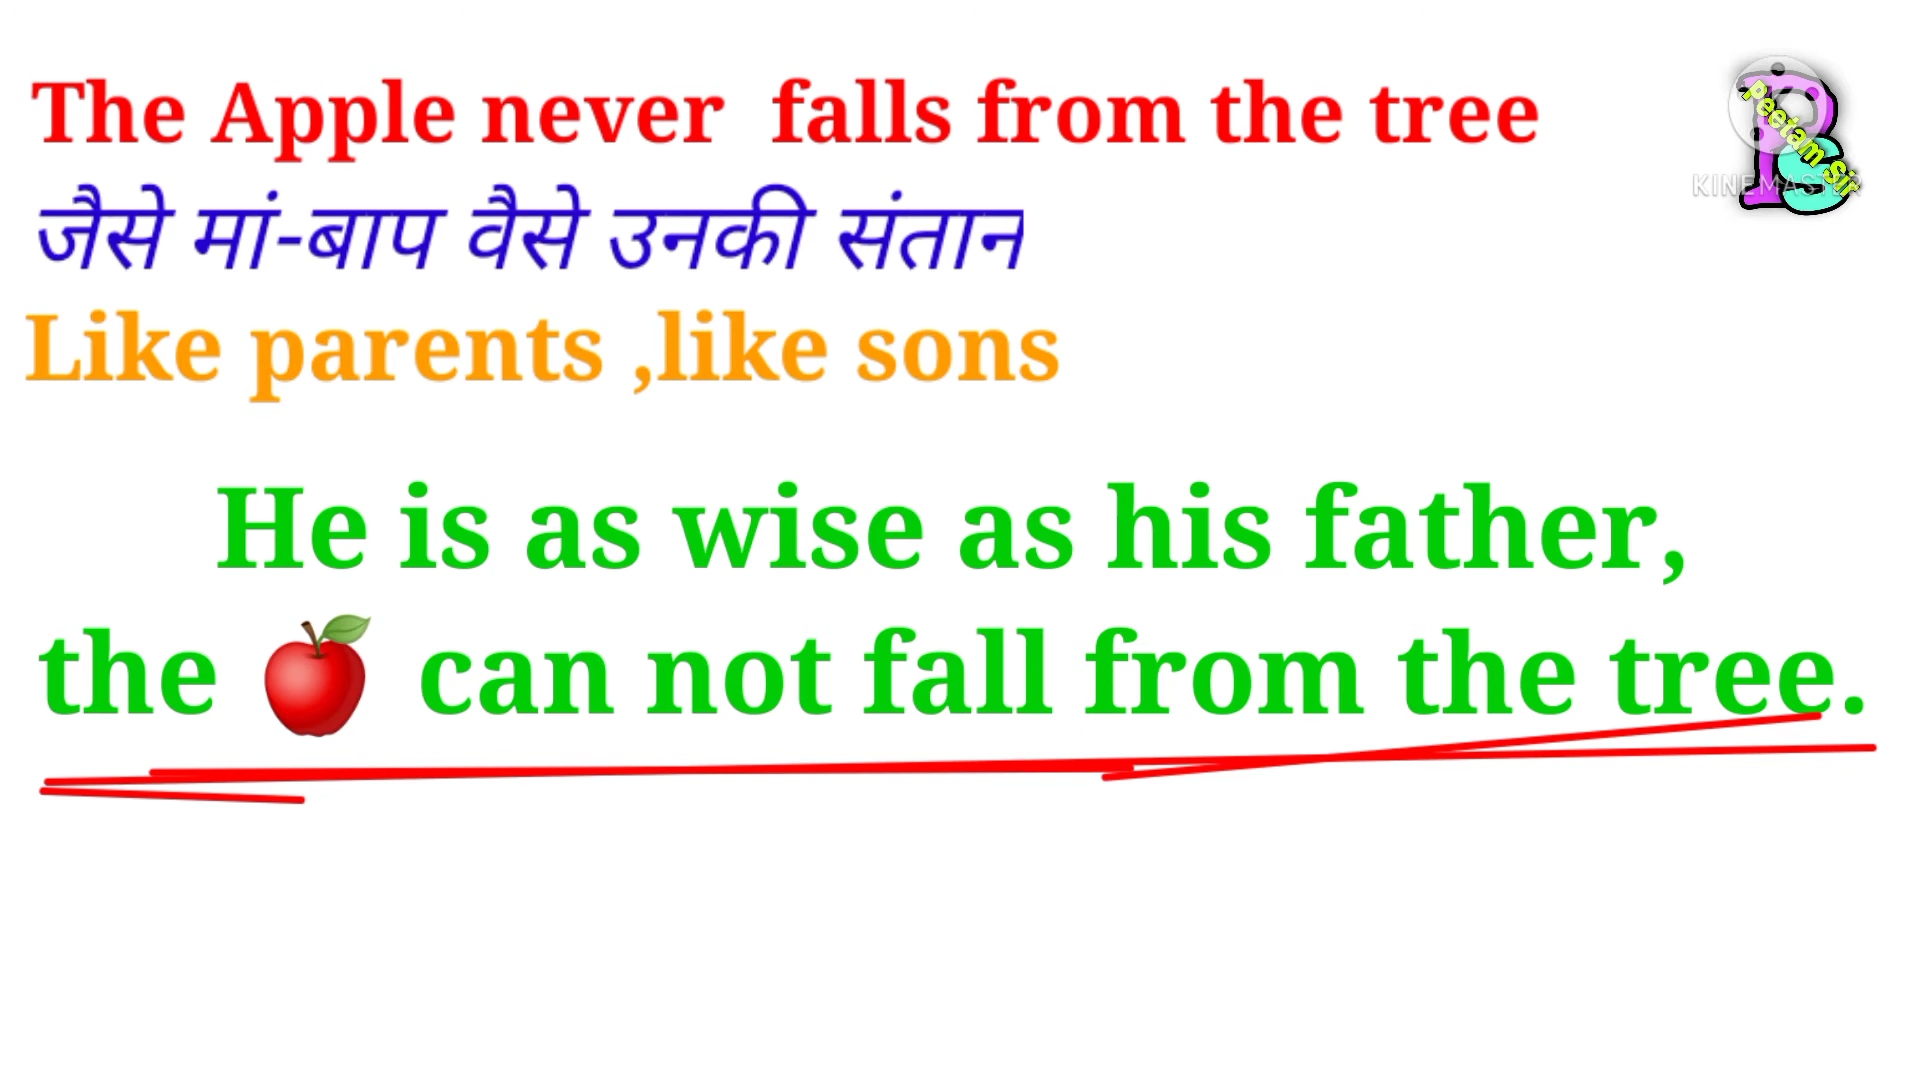 The Apple never falls from the tree
जैसे मां-बाप वैसे उनकी संतान
Like parents ,like sons
He is as wise as his father,
the 🍎 can not fall from the tree.
Peetam Sir
KINEMASTER